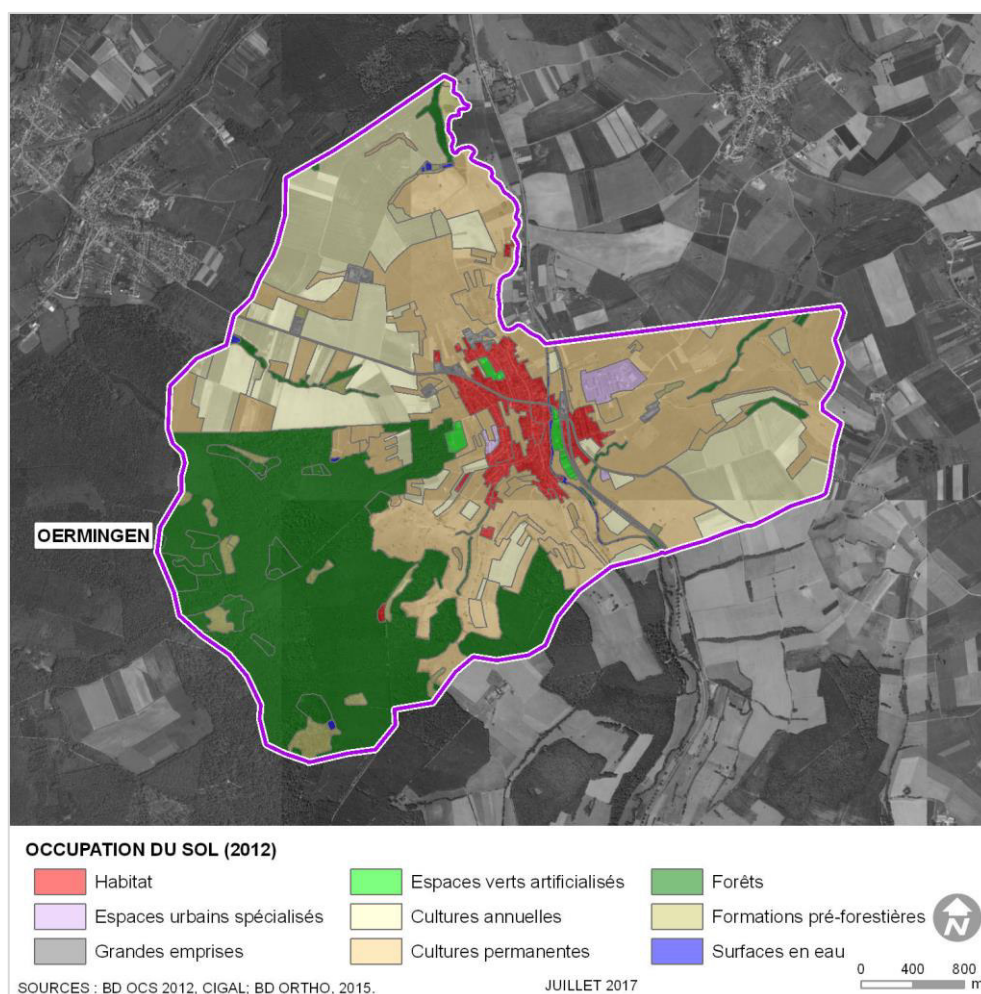 OERMINGEN
OCCUPATION DU SOL (2012)
Habitat
Espaces verts artificialisés
Forêts
Espaces urbains spécialisés
Cultures annuelles
Formations pré-forestières
Grandes emprises
Cultures permanentes
Surfaces en eau
N
0 400 800
m
SOURCES : BD OCS 2012, CIGAL; BD ORTHO, 2015. JUILLET 2017